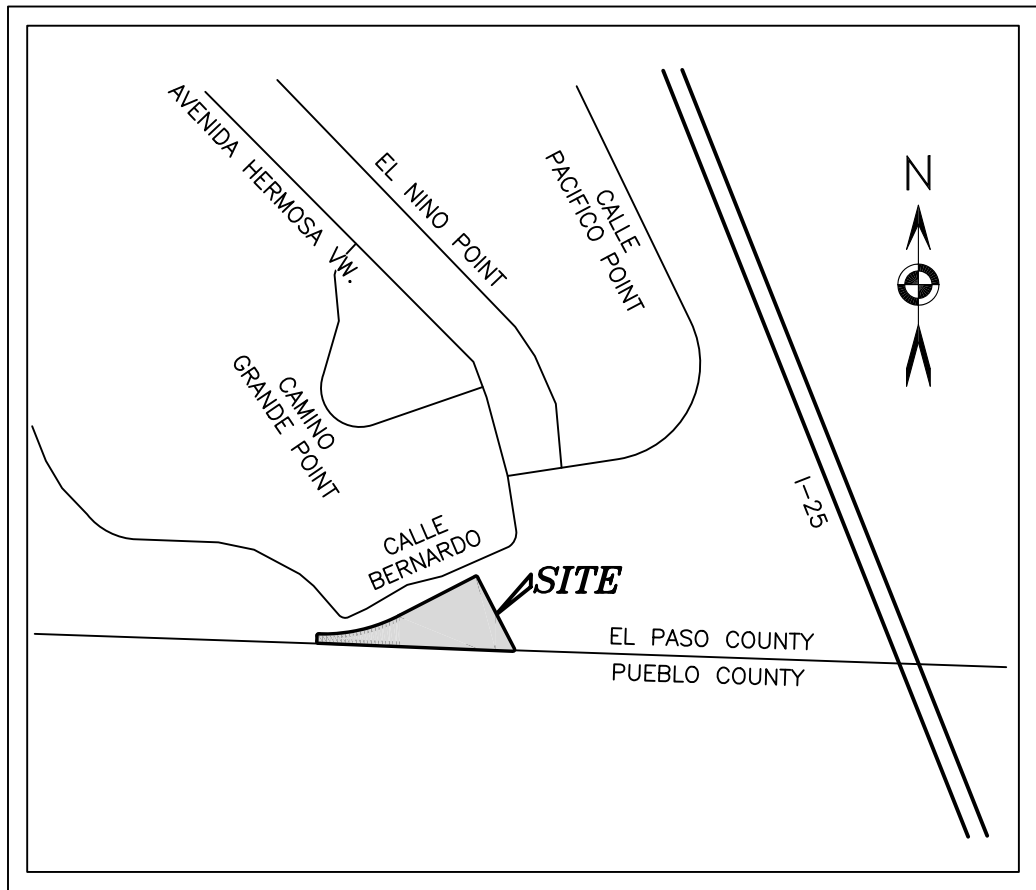 AVENIDA HERMOSA VW.
EL NINO POINT
CALLE
PACIFICO POINT
N
CAMINO
GRANDE POINT
I-25
CALLE
BERNARDO
SITE
EL PASO COUNTY
PUEBLO COUNTY